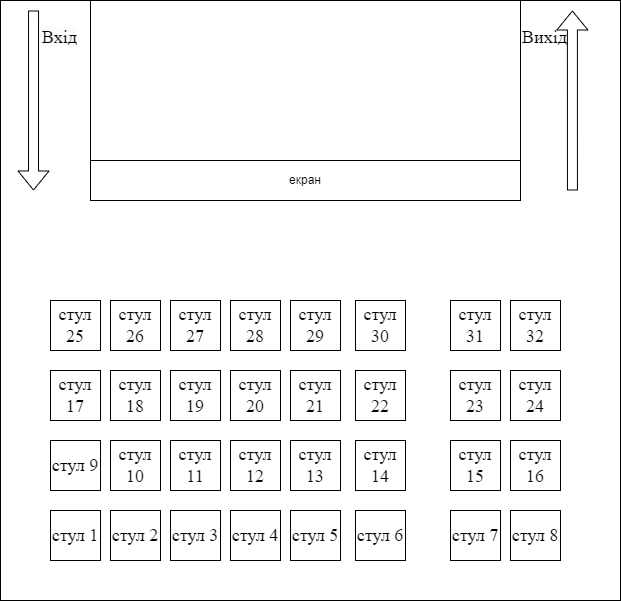 Вхід
Вихід
екран
стул
25
стул
26
стул
27
стул
28
стул
29
стул
30
стул
31
стул
32
стул
17
стул
18
стул
19
стул
20
стул
21
стул
22
стул
23
стул
24
стул 9
стул
10
стул
11
стул
12
стул
13
стул
14
стул
15
стул
16
стул 1
стул 2
стул 3
стул 4
стул 5
стул 6
стул 7
стул 8